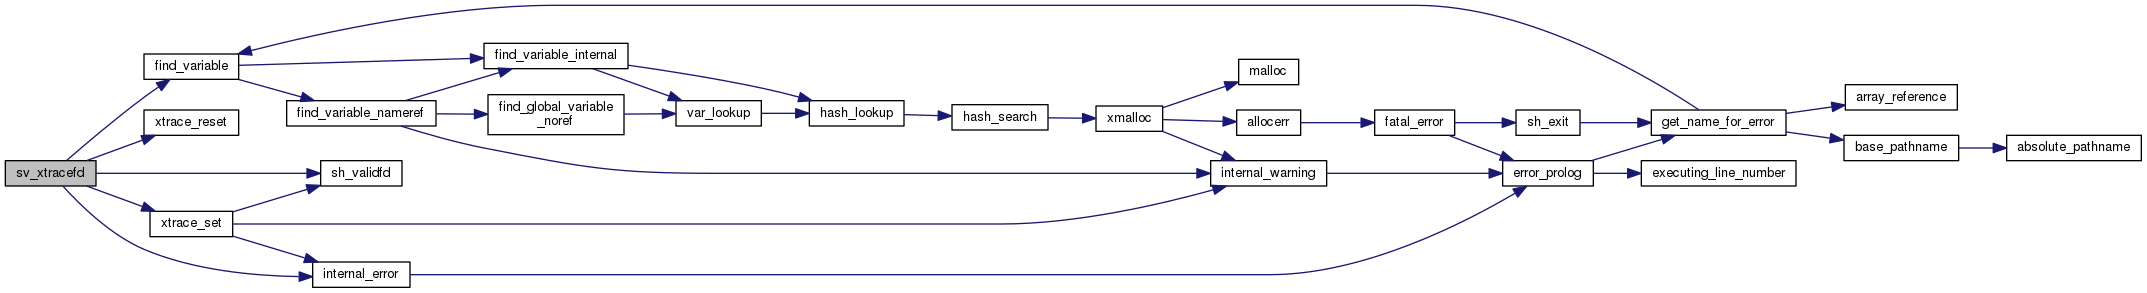 sv_xtracefd
find_variable
xtrace_reset
xtrace_set
find_variable_nameref
sh_validfd
internal_error
find_variable_internal
find_global_variable
_noref
var_lookup
hash_lookup
hash_search
xmalloc
malloc
allocerr
internal_warning
fatal_error
sh_exit
error_prolog
get_name_for_error
executing_line_number
array_reference
base_pathname
absolute_pathname